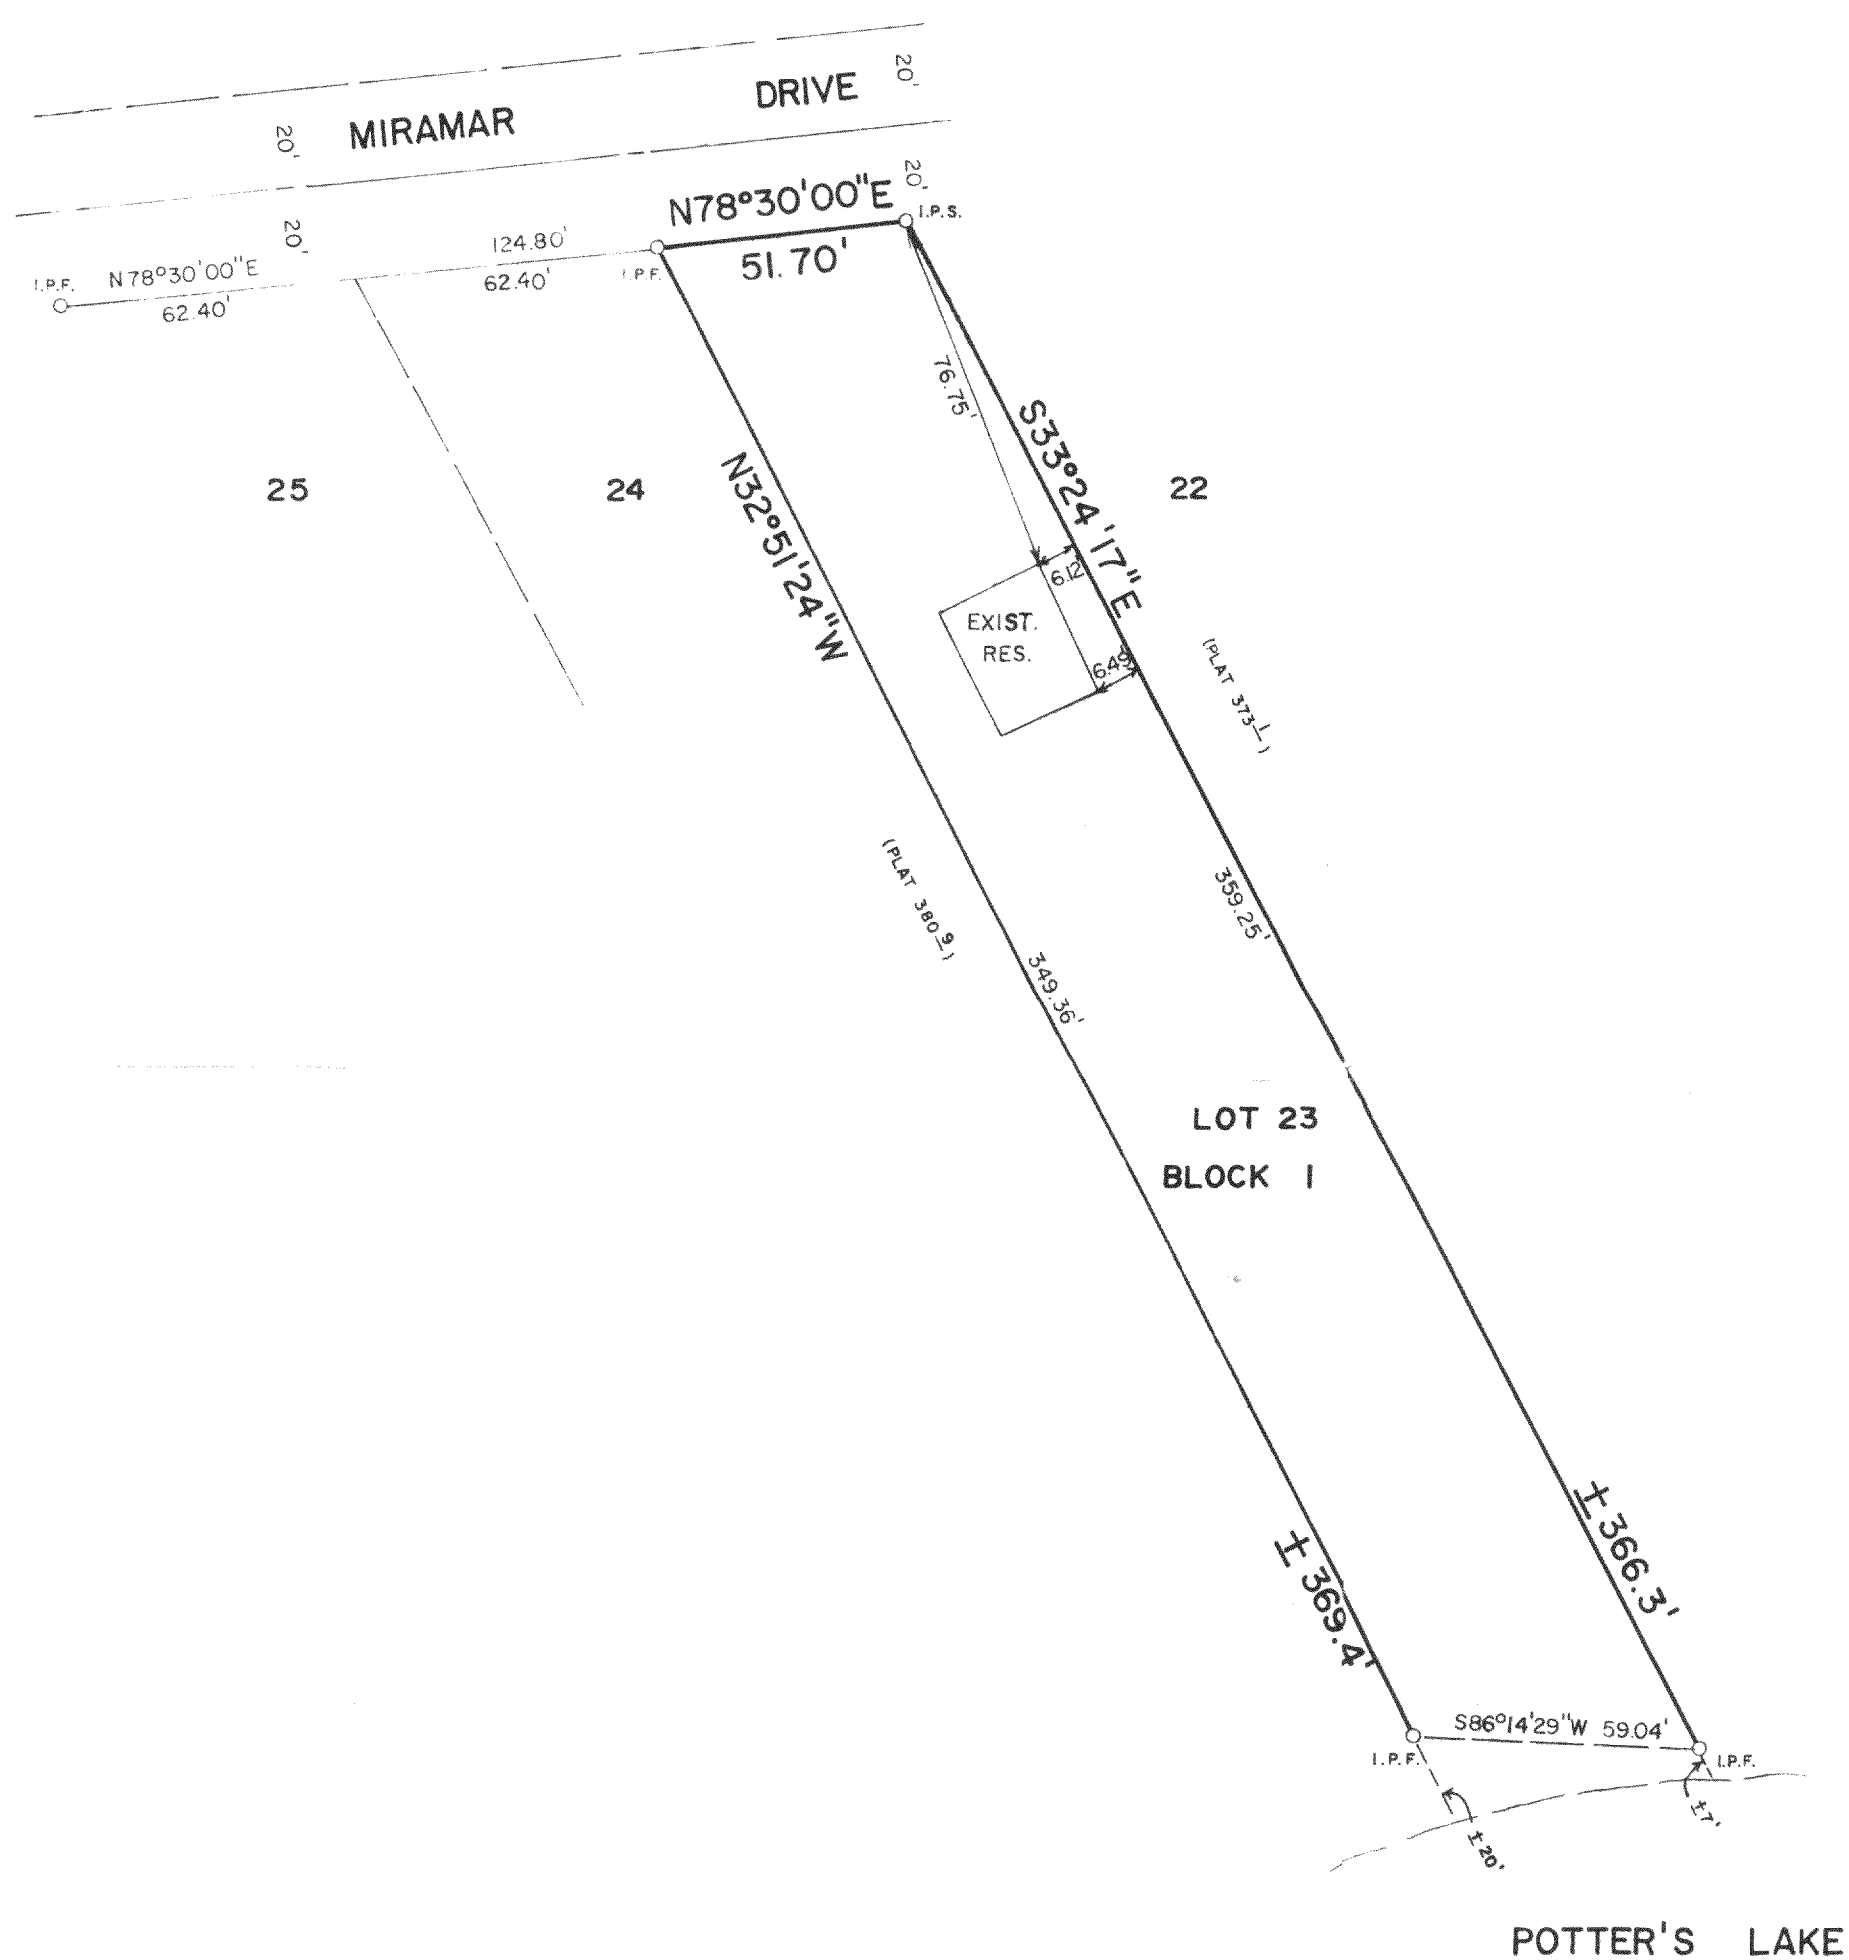 20'
MIRAMAR DRIVE
20'
20'
N78°30'00"E
I.P.S.
20'
124.80'
51.70'
I.P.F.
N78°30'00"E
62.40'
I.P.F.
62.40'
76.75'
S33°24'17"E
25
24
22
N32°51'24"W
6.12'
EXIST.
RES.
6.49'
(PLAT 373 1/)
(PLAT 380 9/)
359.25'
349.36'
LOT 23
BLOCK 1
±366.3'
±369.4'
S86°14'29"W 59.04'
I.P.F.
I.P.F.
±7'
±20'
POTTER'S LAKE